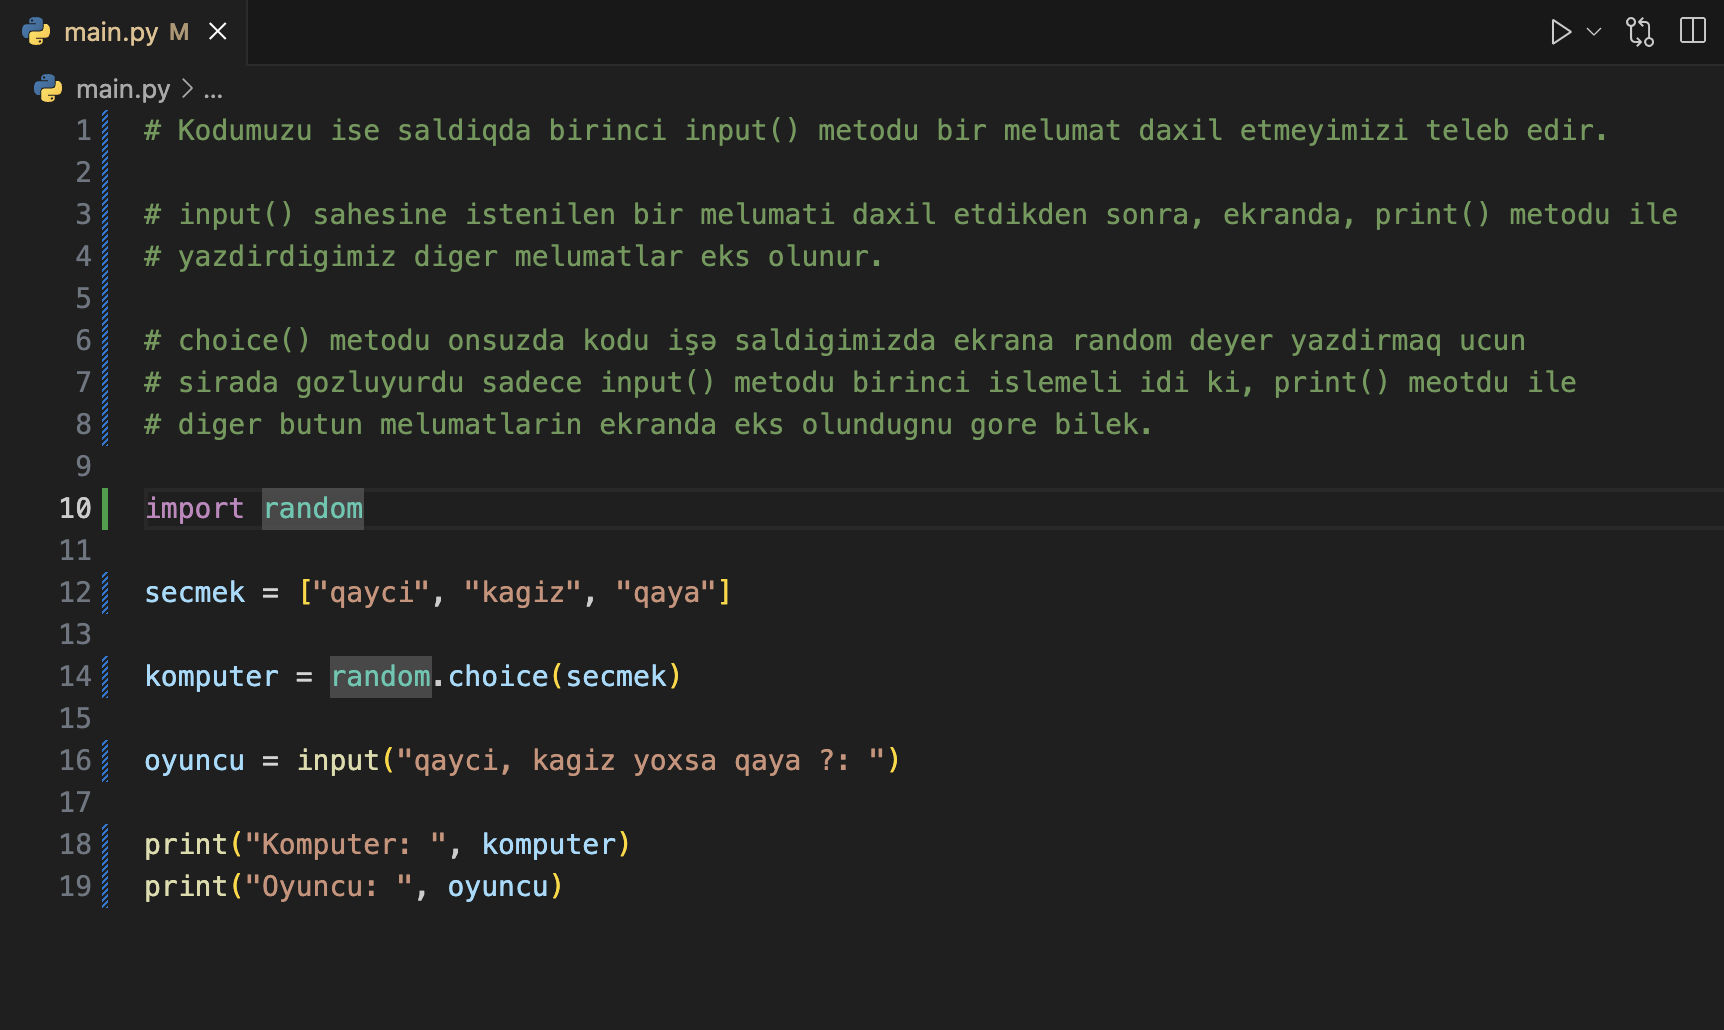 main.py M
main.py > ...
1 # Kodumuzu ise saldiqda birinci input() metodu bir melumat daxil etmeyimizi teleb edir.
2
3 # input() sahesine istenilen bir melumati daxil etdikden sonra, ekranda, print() metodu ile
4 # yazdirdigimiz diger melumatlar eks olunur.
5
6 # choice() metodu onsuzda kodu işə saldigimizda ekrana random deyer yazdirmaq ucun
7 # sirada gozluyurdu sadece input() metodu birinci islemeli idi ki, print() meotdu ile
8 # diger butun melumatlarin ekranda eks olundugnu gore bilek.
9
10 import random
11
12 secmek = ["qayci", "kagiz", "qaya"]
13
14 komputer = random.choice(secmek)
15
16 oyuncu = input("qayci, kagiz yoxsa qaya ?: ")
17
18 print("Komputer: ", komputer)
19 print("Oyuncu: ", oyuncu)